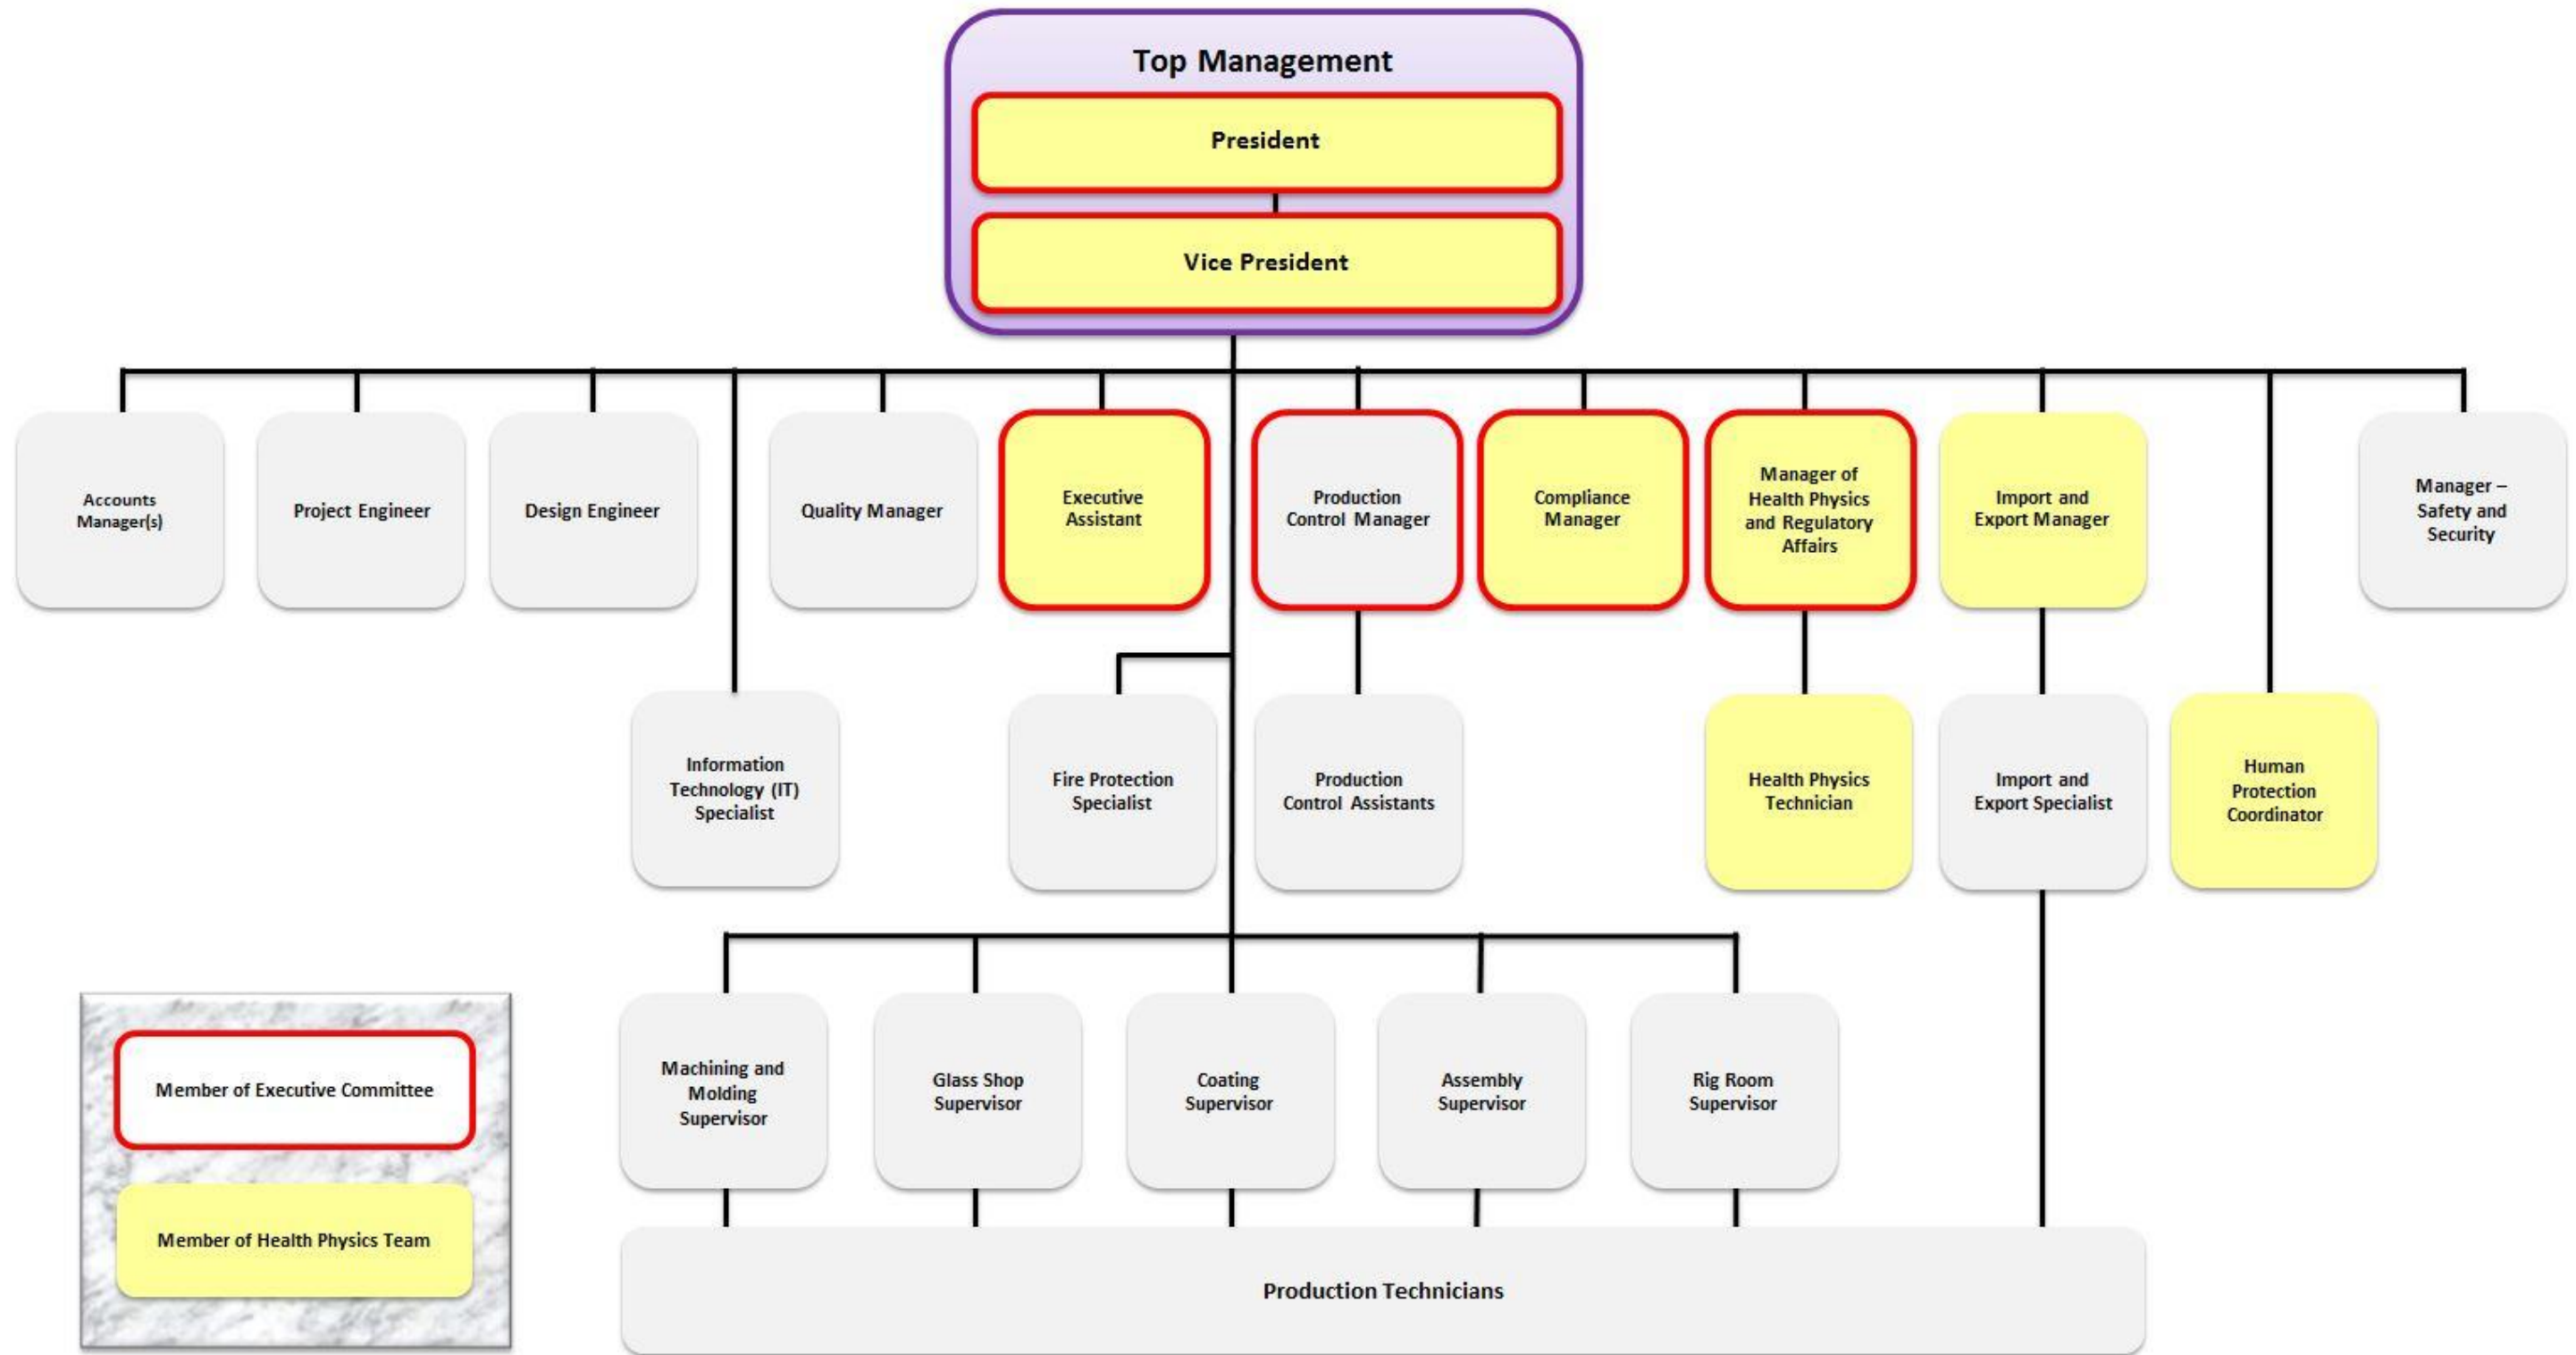 Top Management
President
Vice President
Accounts
Manager(s)
Project Engineer
Design Engineer
Quality Manager
Executive
Assistant
Production
Control Manager
Compliance
Manager
Manager of
Health Physics
and Regulatory
Affairs
Import and
Export Manager
Manager –
Safety and
Security
Information
Technology (IT)
Specialist
Fire Protection
Specialist
Production
Control Assistants
Health Physics
Technician
Import and
Export Specialist
Human
Protection
Coordinator
Machining and
Molding
Supervisor
Glass Shop
Supervisor
Coating
Supervisor
Assembly
Supervisor
Rig Room
Supervisor
Member of Executive Committee
Member of Health Physics Team
Production Technicians